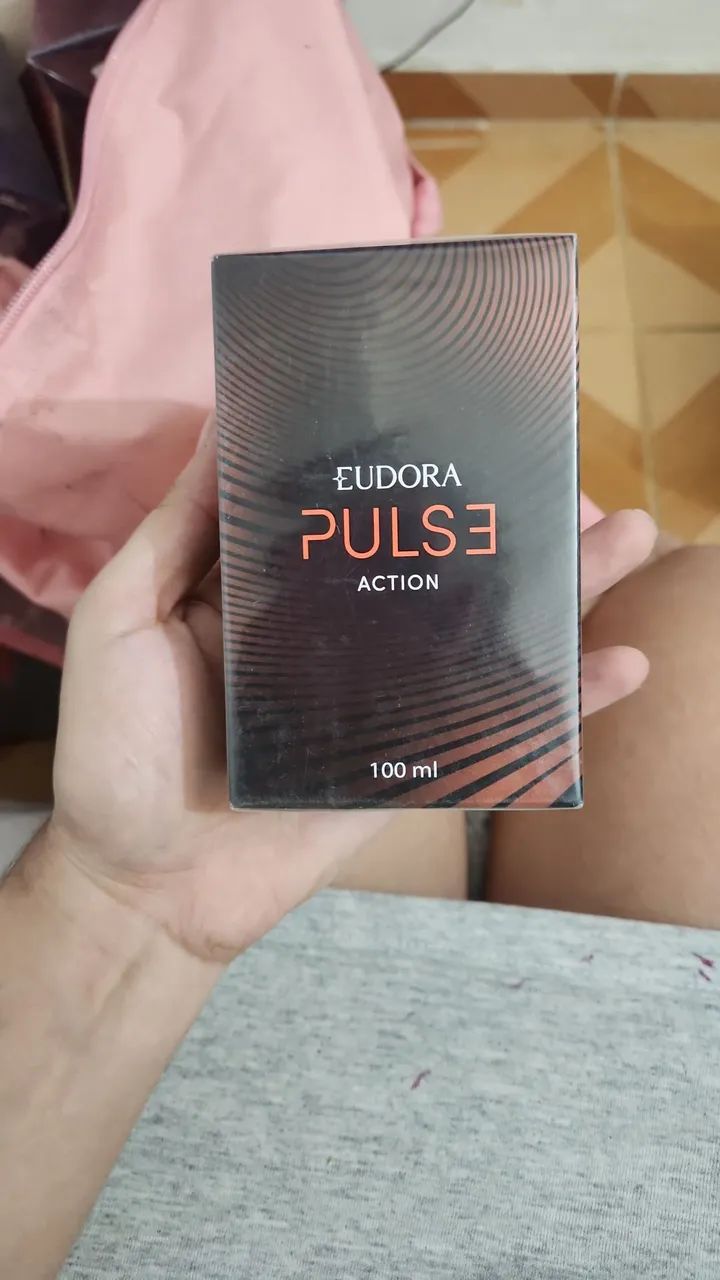 EUDORA
PULSE
ACTION
100 ml